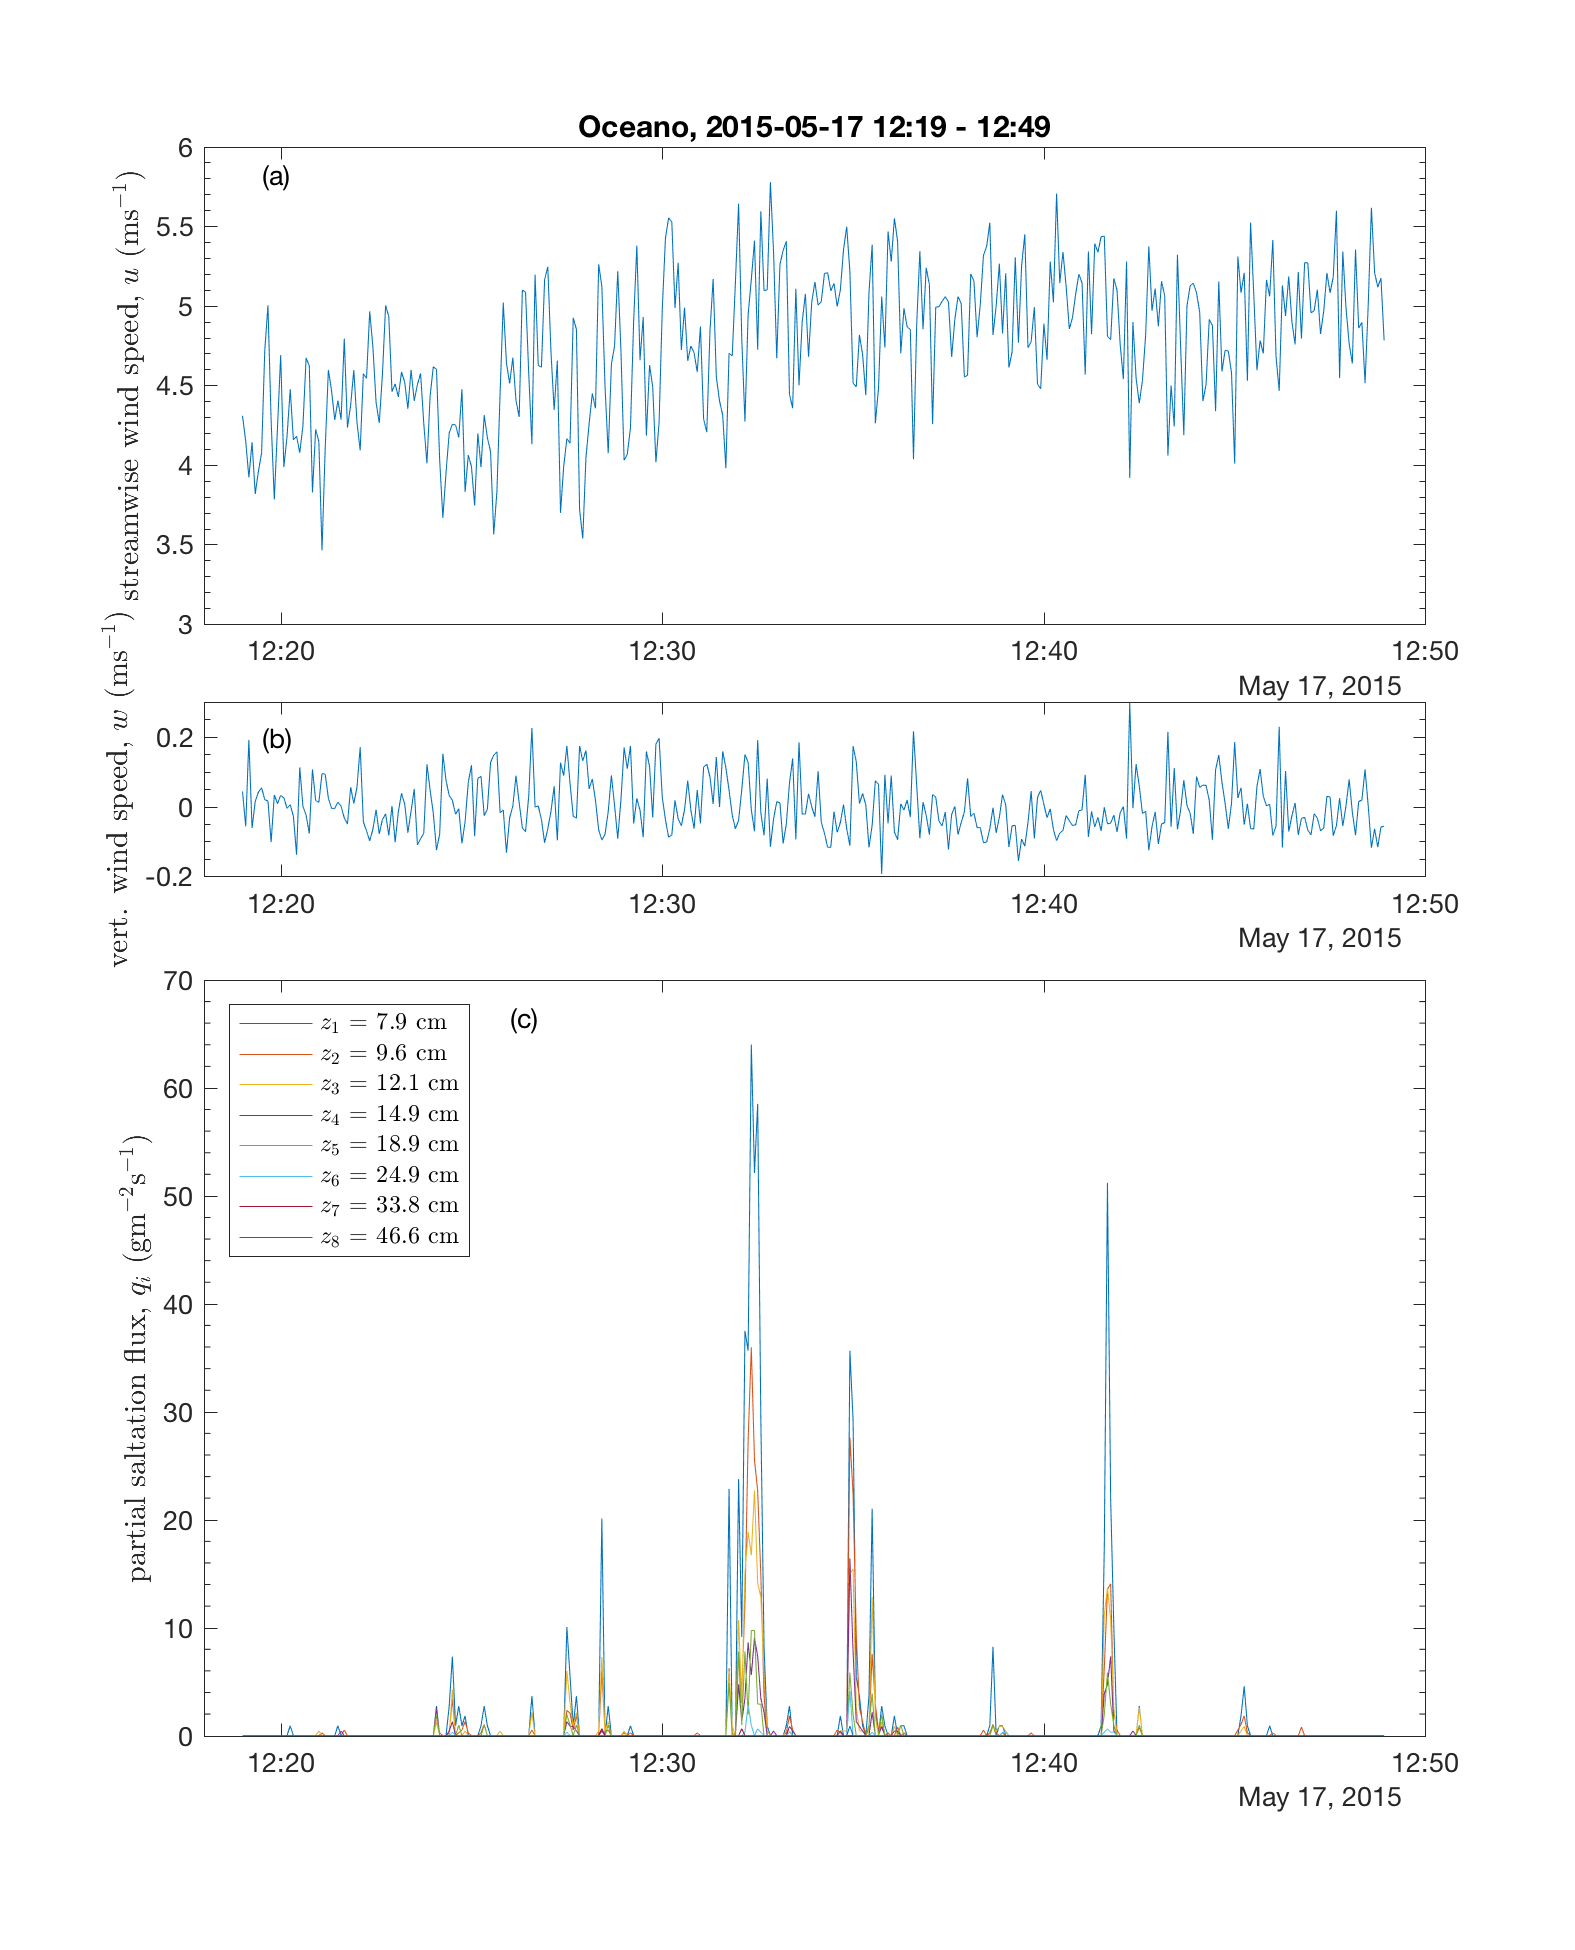 Oceano, 2015-05-17 12:19 - 12:49
(a)
streamwise wind speed, u (ms⁻¹)
6
5.5
5
4.5
4
3.5
3
12:20 12:30 12:40 12:50
May 17, 2015
(b)
vert. wind speed, w (ms⁻¹)
0.2
0
-0.2
12:20 12:30 12:40 12:50
May 17, 2015
(c)
partial saltation flux, qᵢ (gm⁻²s⁻¹)
70
60
50
40
30
20
10
0
z₁ = 7.9 cm
z₂ = 9.6 cm
z₃ = 12.1 cm
z₄ = 14.9 cm
z₅ = 18.9 cm
z₆ = 24.9 cm
z₇ = 33.8 cm
z₈ = 46.6 cm
12:20 12:30 12:40 12:50
May 17, 2015